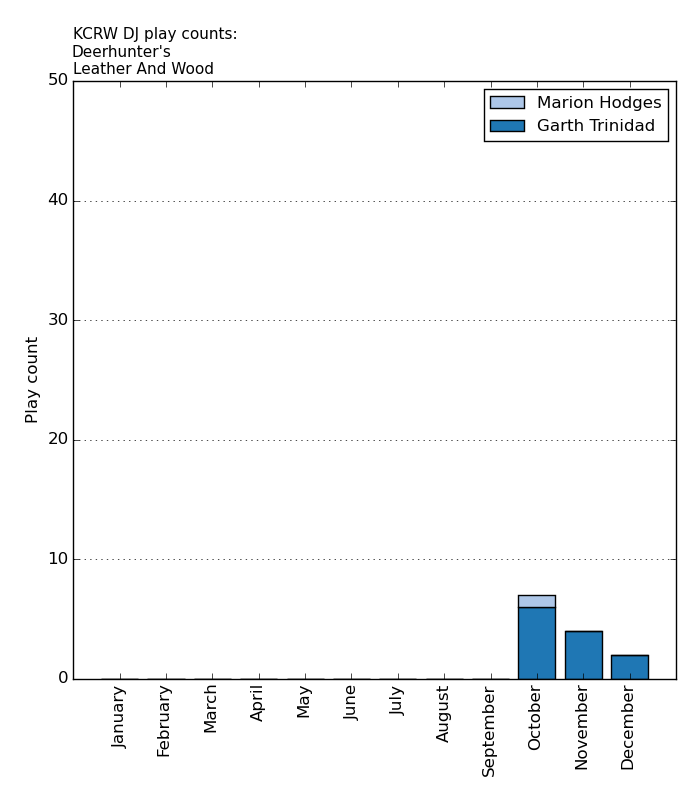 KCRW DJ play counts:
Deerhunter's
Leather And Wood
Marion Hodges
Garth Trinidad
Play count
50
40
30
20
10
0
January
February
March
April
May
June
July
August
September
October
November
December